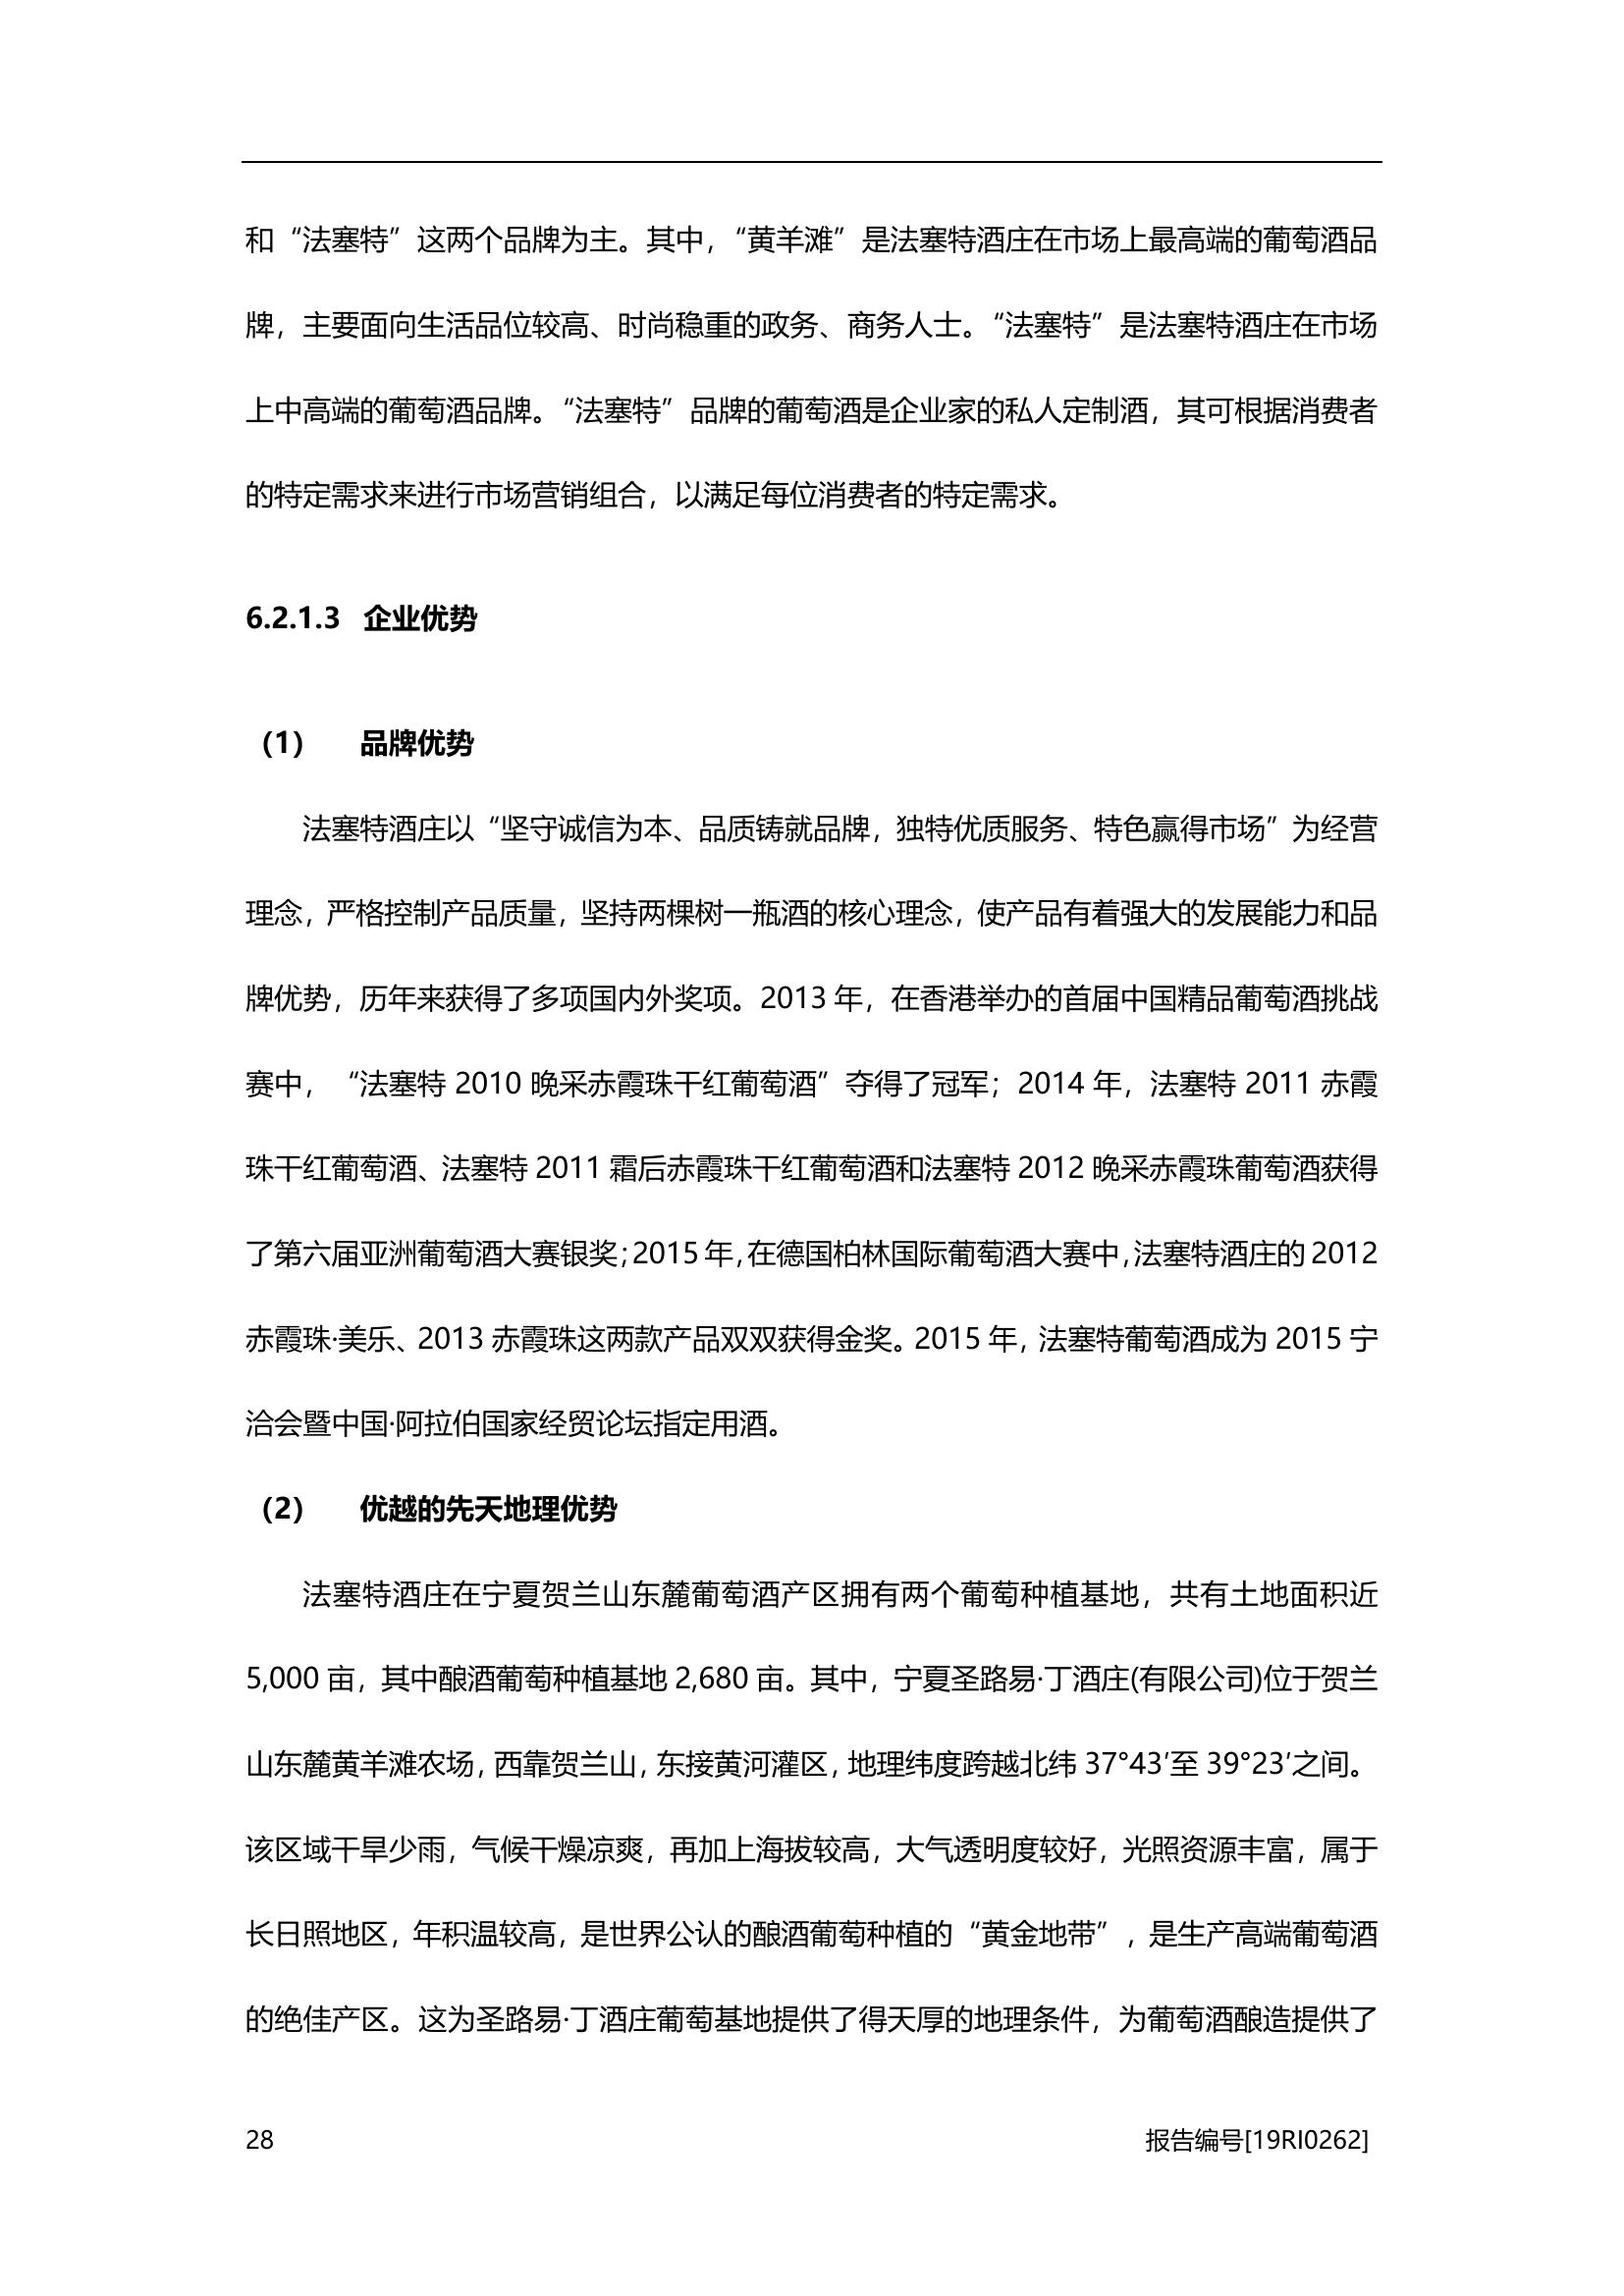 和“法塞特”这两个品牌为主。其中，“黄羊滩”是法塞特酒庄在市场上最高端的葡萄酒品
牌，主要面向生活品位较高、时尚稳重的政务、商务人士。“法塞特”是法塞特酒庄在市场
上中高端的葡萄酒品牌。“法塞特”品牌的葡萄酒是企业家的私人定制酒，其可根据消费者
的特定需求来进行市场营销组合，以满足每位消费者的特定需求。
6.2.1.3 企业优势
（1） 品牌优势
法塞特酒庄以“坚守诚信为本、品质铸就品牌，独特优质服务、特色赢得市场”为经营
理念，严格控制产品质量，坚持两棵树一瓶酒的核心理念，使产品有着强大的发展能力和品
牌优势，历年来获得了多项国内外奖项。2013 年，在香港举办的首届中国精品葡萄酒挑战
赛中，“法塞特 2010 晚采赤霞珠干红葡萄酒”夺得了冠军；2014 年，法塞特 2011 赤霞
珠干红葡萄酒、法塞特 2011 霜后赤霞珠干红葡萄酒和法塞特 2012 晚采赤霞珠葡萄酒获得
了第六届亚洲葡萄酒大赛银奖；2015 年，在德国柏林国际葡萄酒大赛中，法塞特酒庄的 2012
赤霞珠·美乐、2013 赤霞珠这两款产品双双获得金奖。2015 年，法塞特葡萄酒成为 2015 宁
洽会暨中国·阿拉伯国家经贸论坛指定用酒。
（2） 优越的先天地理优势
法塞特酒庄在宁夏贺兰山东麓葡萄酒产区拥有两个葡萄种植基地，共有土地面积近
5,000 亩，其中酿酒葡萄种植基地 2,680 亩。其中，宁夏圣路易·丁酒庄(有限公司)位于贺兰
山东麓黄羊滩农场，西靠贺兰山，东接黄河灌区，地理纬度跨越北纬 37°43′至 39°23′之间。
该区域干旱少雨，气候干燥凉爽，再加上海拔较高，大气透明度较好，光照资源丰富，属于
长日照地区，年积温较高，是世界公认的酿酒葡萄种植的“黄金地带”，是生产高端葡萄酒
的绝佳产区。这为圣路易·丁酒庄葡萄基地提供了得天厚的地理条件，为葡萄酒酿造提供了
28 报告编号[19RI0262]